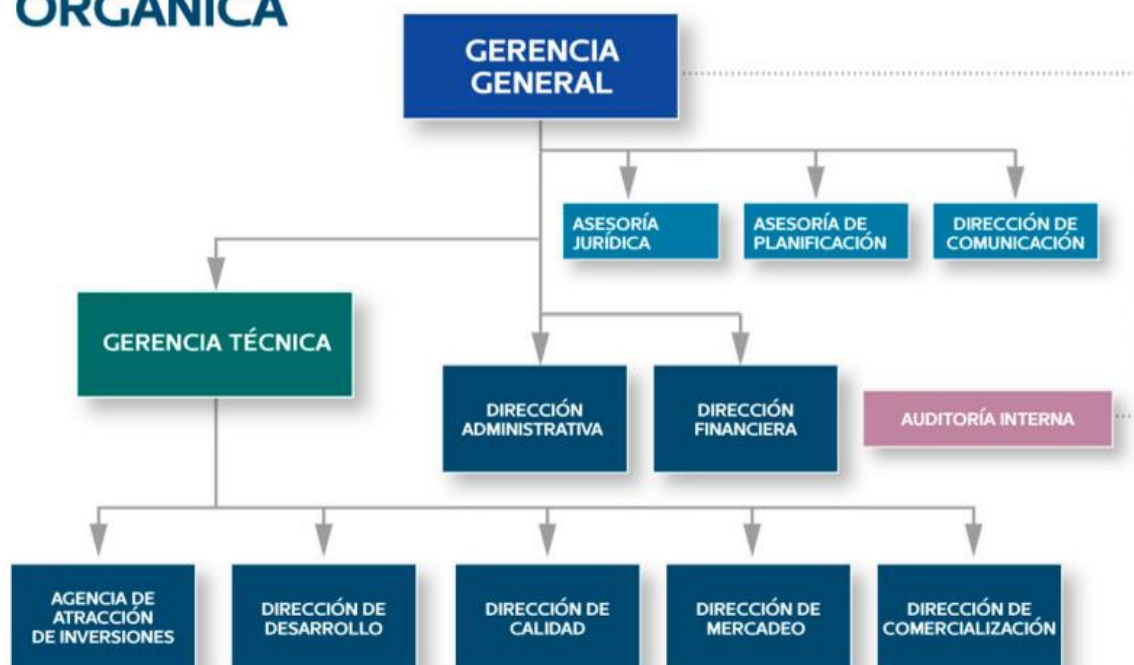 ORGÁNICA
GERENCIA
GENERAL
ASESORÍA
JURÍDICA
ASESORÍA DE
PLANIFICACIÓN
DIRECCIÓN DE
COMUNICACIÓN
GERENCIA TÉCNICA
DIRECCIÓN
ADMINISTRATIVA
DIRECCIÓN
FINANCIERA
AUDITORÍA INTERNA
AGENCIA DE
ATRACCIÓN
DE INVERSIONES
DIRECCIÓN DE
DESARROLLO
DIRECCIÓN DE
CALIDAD
DIRECCIÓN DE
MERCADEO
DIRECCIÓN DE
COMERCIALIZACIÓN